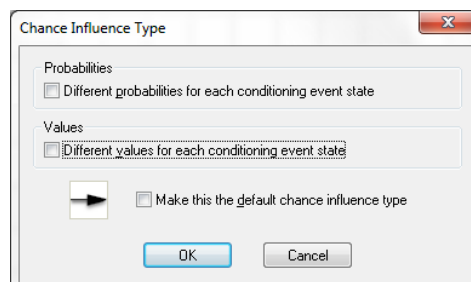 Chance Influence Type
Probabilities
Different probabilities for each conditioning event state
Values
Different values for each conditioning event state
Make this the default chance influence type
OK
Cancel